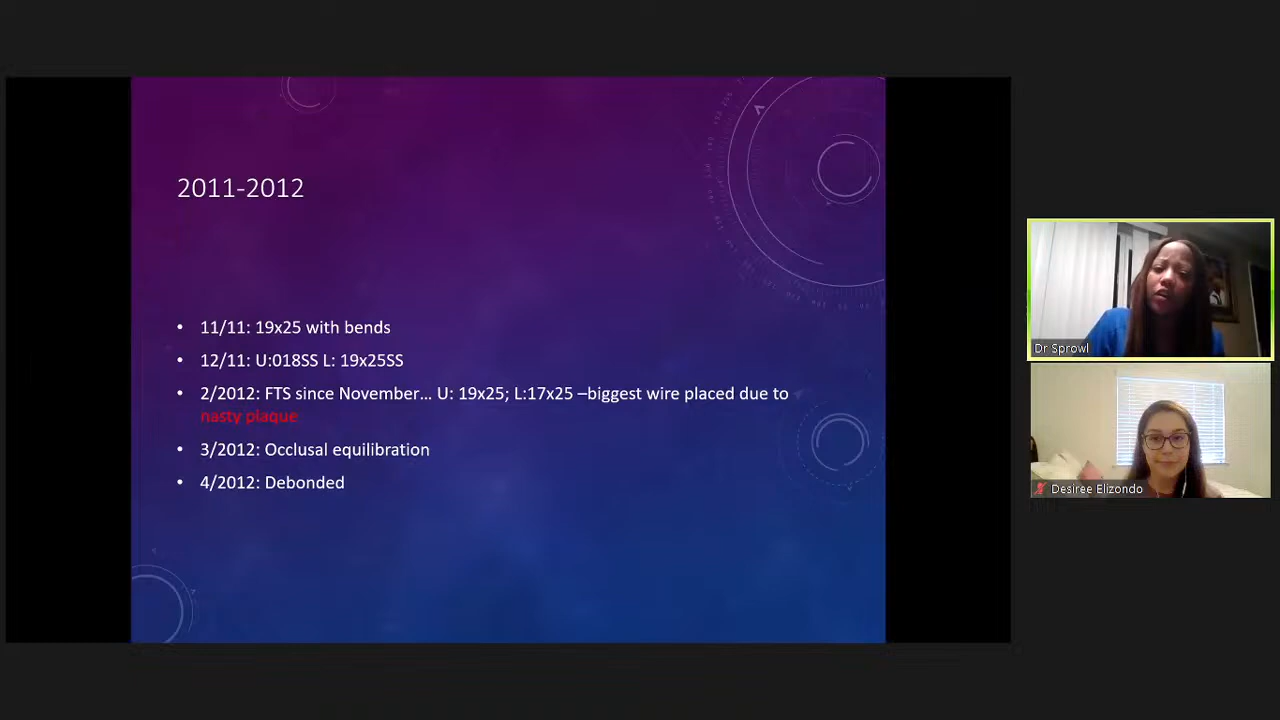 2011-2012
• 11/11: 19x25 with bends
• 12/11: U:018SS L: 19x25SS
• 2/2012: FTS since November... U: 19x25; L:17x25 –biggest wire placed due to
nasty plaque
• 3/2012: Occlusal equilibration
• 4/2012: Debonded
Dr Sprowl
Desiree Elizondo